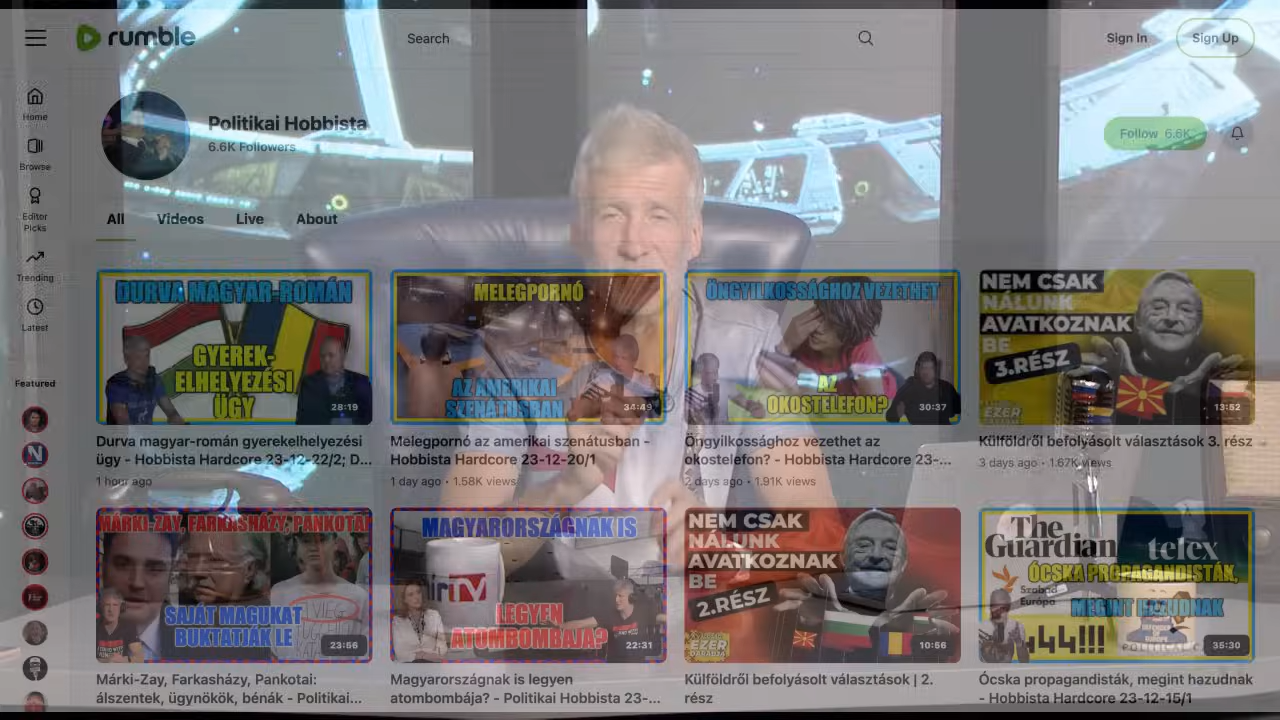 rumble
Search
Sign In
Sign Up
Home
Politikai Hobbista
6.6K Followers
Follow 6.6K
Browse
Editor
Picks
All
Videos
Live
About
Trending
Latest
Featured
DURVA MAGYAR-ROMÁN
GYEREK-
ELHELYEZÉSI
ÜGY
28:19
MELEGPORNÓ
AZ AMERIKAI
SZENÁTUSBAN
34:49
ÖNGYILKOSSÁGHOZ VEZETHET
AZ
OKOSTELEFON?
30:37
NEM CSAK
NÁLUNK
AVATKOZNAK
BE
3.RÉSZ
EZER
13:52
Durva magyar-román gyerekelhelyezési
ügy - Hobbista Hardcore 23-12-22/2; D...
1 hour ago
Melegpornó az amerikai szenátusban -
Hobbista Hardcore 23-12-20/1
1 day ago • 1.58K views
Öngyilkossághoz vezethet az
okostelefon? - Hobbista Hardcore 23-...
2 days ago • 1.91K views
Külföldről befolyásolt választások 3. rész
3 days ago • 1.67K views
MÁRKI-ZAY, FARKASHÁZY, PANKOTAI
SAJÁT MAGUKAT
BUKTATJÁK LE
23:56
MAGYARORSZÁGNAK IS
hírTV
LEGYEN
ATOMBOMBÁJA?
22:31
NEM CSAK
NÁLUNK
AVATKOZNAK
BE
2.RÉSZ
EZER
10:56
The
Guardian
telex
ÓCSKA PROPAGANDISTÁK,
Szabad
Európa
MEGINT HAZUDNAK
444!!!
35:30
Márki-Zay, Farkasházy, Pankotai:
álszentek, ügynökök, bénák - Politikai...
Magyarországnak is legyen
atombombája? - Politikai Hobbista 23-...
Külföldről befolyásolt választások | 2.
rész
Ócska propagandisták, megint hazudnak
- Hobbista Hardcore 23-12-15/1